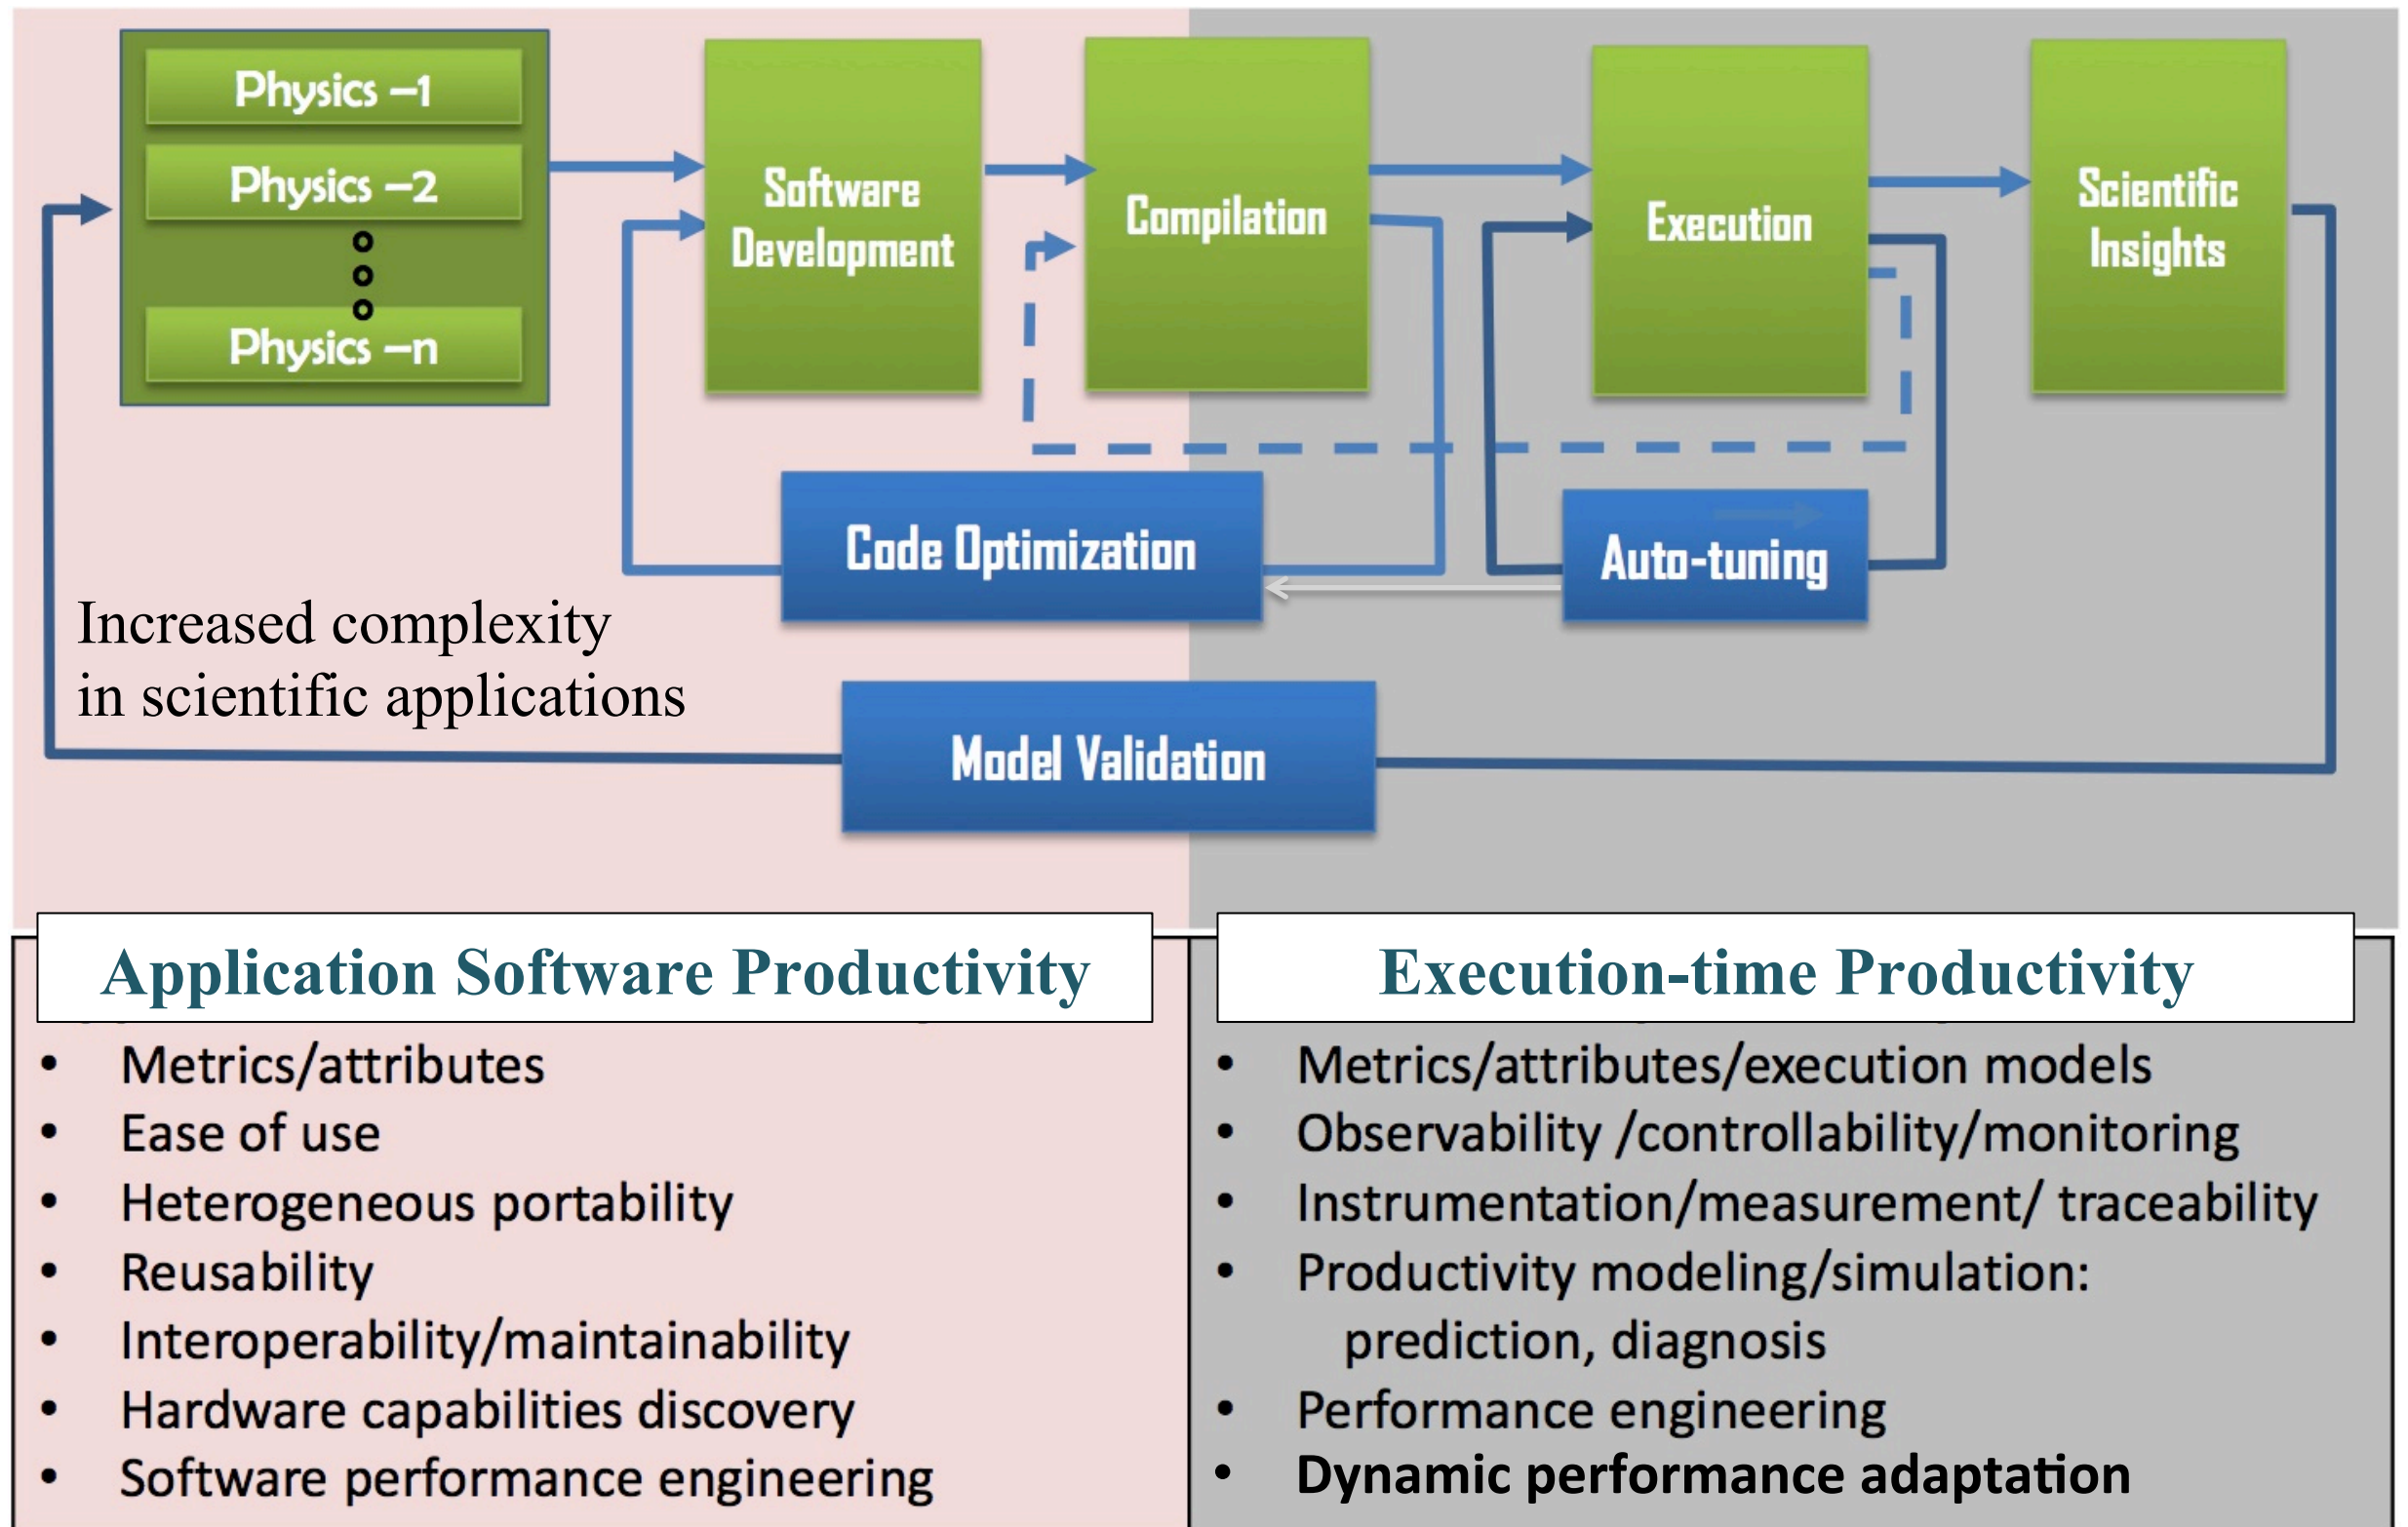 Physics –1
Physics –2
Physics –n
Software
Development
Compilation
Execution
Scientific
Insights
Code Optimization
Auto-tuning
Increased complexity
in scientific applications
Model Validation
Application Software Productivity
• Metrics/attributes
• Ease of use
• Heterogeneous portability
• Reusability
• Interoperability/maintainability
• Hardware capabilities discovery
• Software performance engineering
Execution-time Productivity
• Metrics/attributes/execution models
• Observability /controllability/monitoring
• Instrumentation/measurement/ traceability
• Productivity modeling/simulation:
prediction, diagnosis
• Performance engineering
• Dynamic performance adaptation